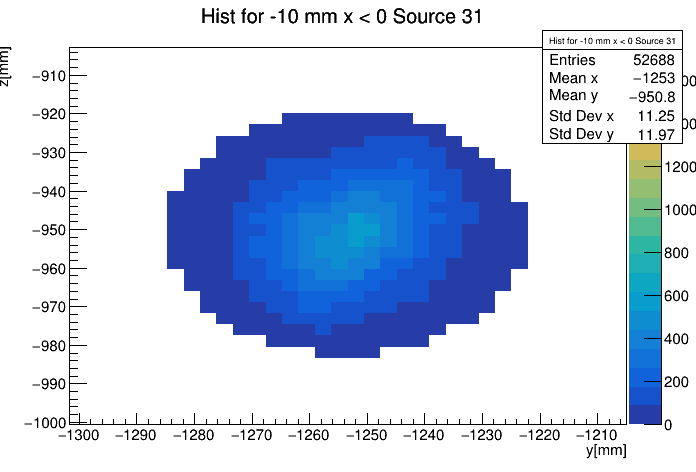 Hist for -10 mm x < 0 Source 31
z[mm]
Hist for -10 mm x < 0 Source 31
Entries 52688
Mean x −1253
Mean y −950.8
Std Dev x 11.25
Std Dev y 11.97
−910
−920
−930
−940
−950
−960
−970
−980
−990
−1000
1200
1000
800
600
400
200
0
−1300 −1290 −1280 −1270 −1260 −1250 −1240 −1230 −1220 −1210
y[mm]